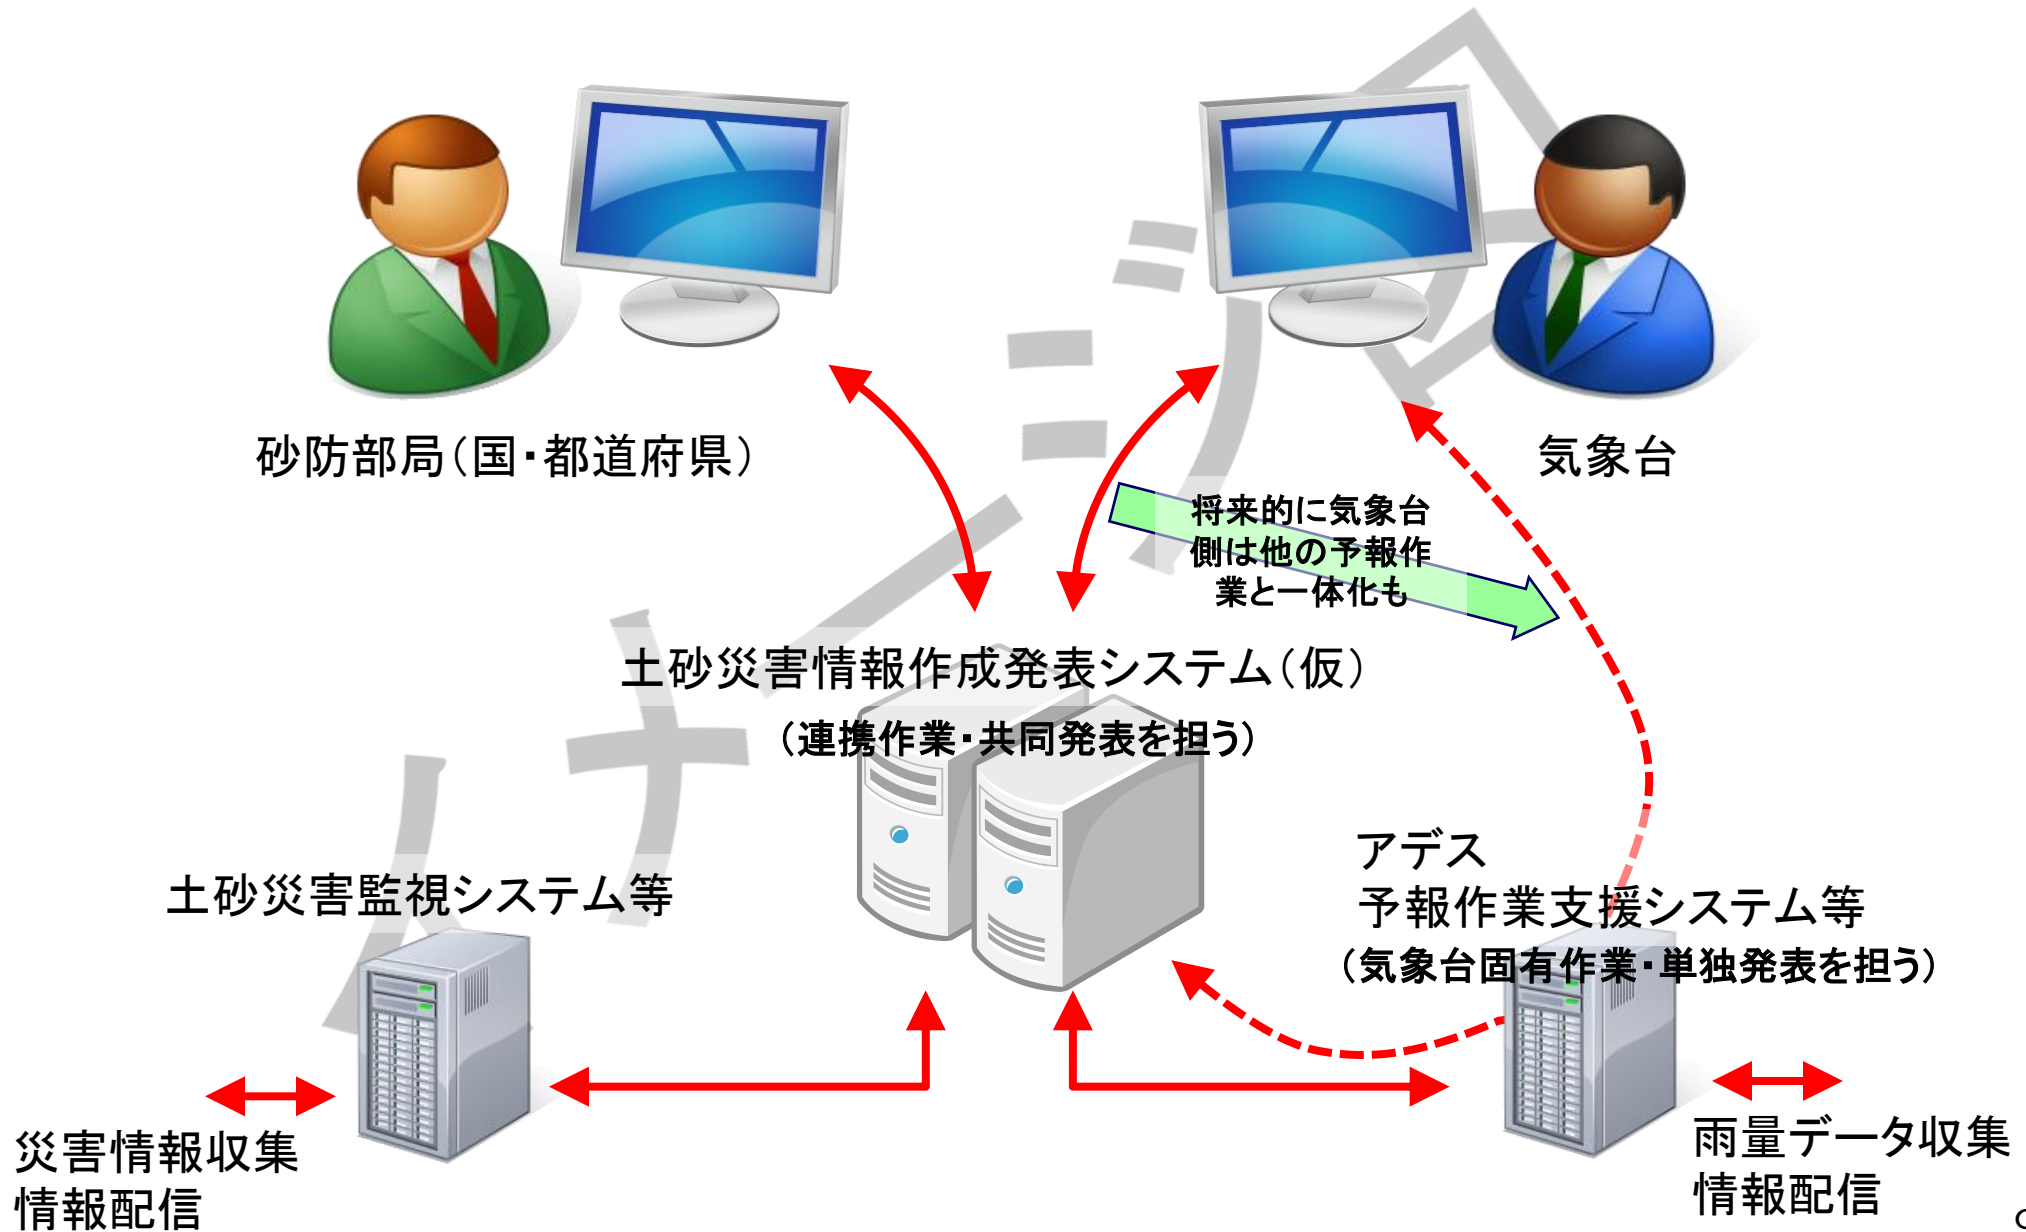 イメージ図
砂防部局（国・都道府県）
気象台
将来的に気象台
側は他の予報作
業と一体化も
土砂災害情報作成発表システム（仮）
（連携作業・共同発表を担う）
土砂災害監視システム等
アデス
予報作業支援システム等
（気象台固有作業・単独発表を担う）
災害情報収集
情報配信
雨量データ収集
情報配信